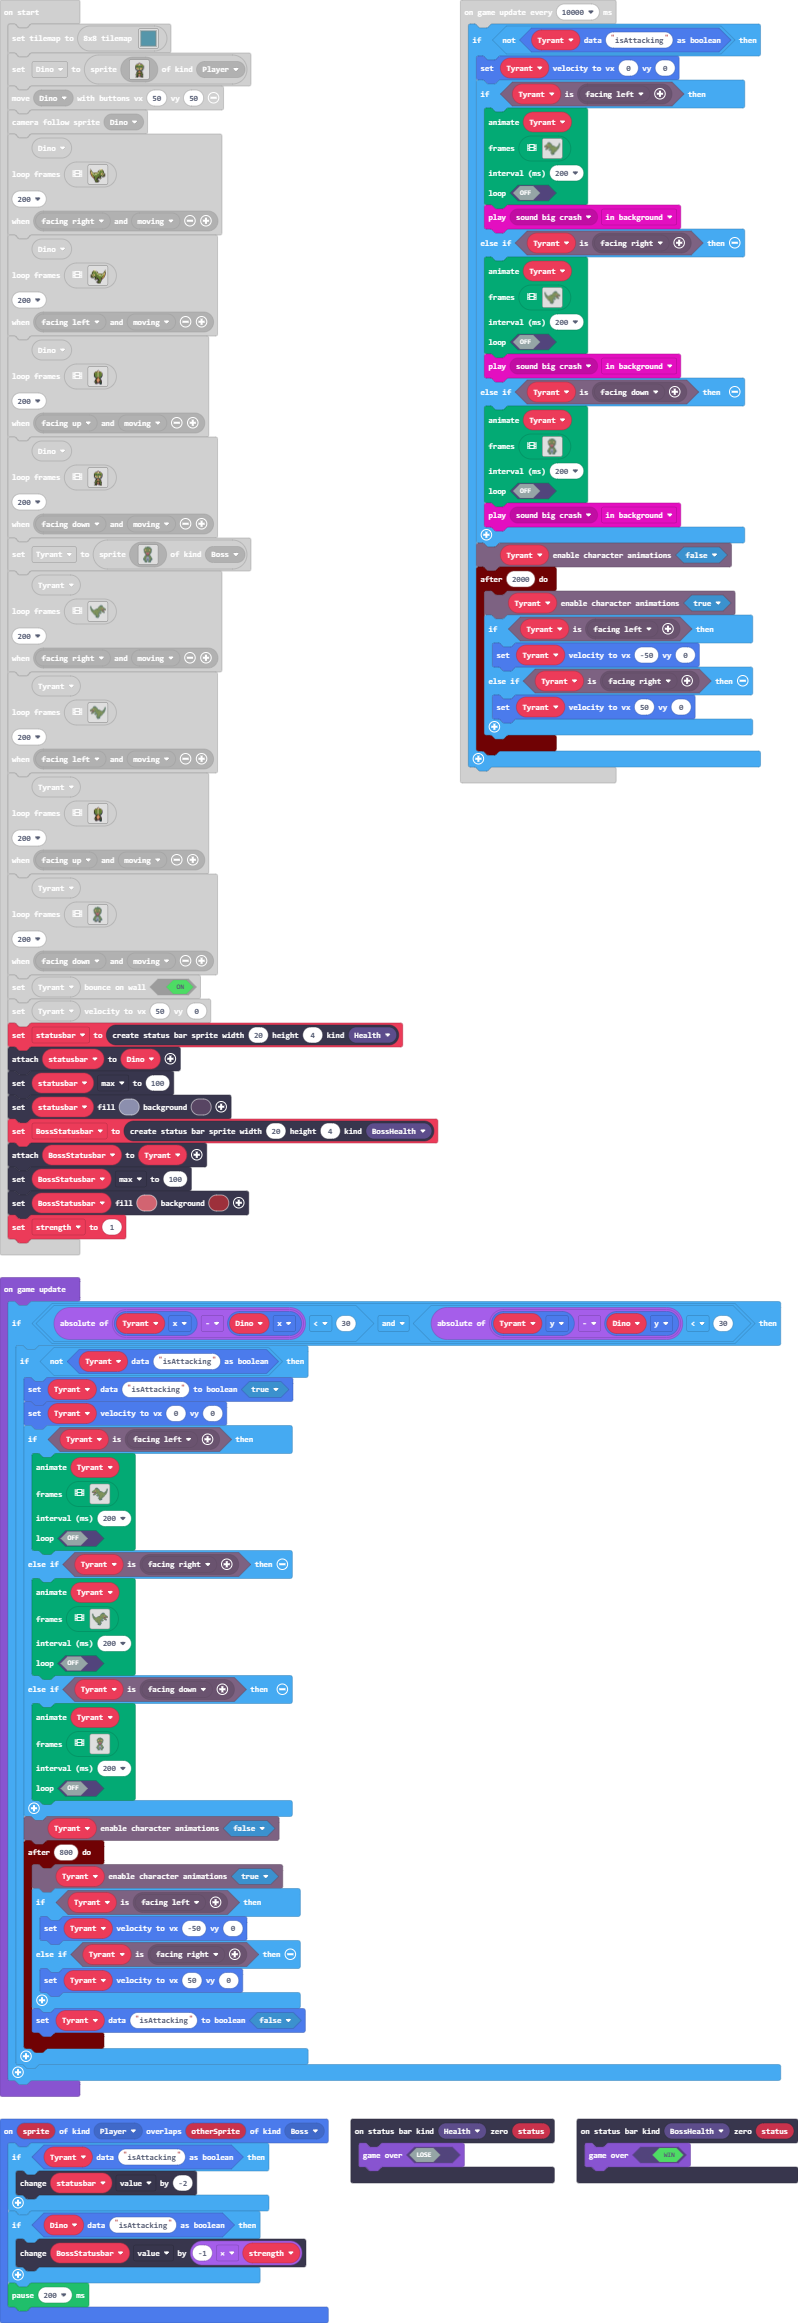 on start
set tilemap to 8x8 tilemap
set Dino to sprite of kind Player
move Dino with buttons vx 50 vy 50
camera follow sprite Dino
Dino
loop frames
200
when facing right and moving
Dino
loop frames
200
when facing left and moving
Dino
loop frames
200
when facing up and moving
Dino
loop frames
200
when facing down and moving
set Tyrant to sprite of kind Boss
Tyrant
loop frames
200
when facing right and moving
Tyrant
loop frames
200
when facing left and moving
Tyrant
loop frames
200
when facing up and moving
Tyrant
loop frames
200
when facing down and moving
set Tyrant bounce on wall ON
set Tyrant velocity to vx 50 vy 0
set statusbar to create status bar sprite width 20 height 4 kind Health
attach statusbar to Dino
set statusbar max to 100
set statusbar fill background
set BossStatusbar to create status bar sprite width 20 height 4 kind BossHealth
attach BossStatusbar to Tyrant
set BossStatusbar max to 100
set BossStatusbar fill background
set strength to 1
on game update every 10000 ms
if not Tyrant data "isAttacking" as boolean then
set Tyrant velocity to vx 0 vy 0
if Tyrant is facing left then
animate Tyrant
frames
interval (ms) 200
loop OFF
play sound big crash in background
else if Tyrant is facing right then
animate Tyrant
frames
interval (ms) 200
loop OFF
play sound big crash in background
else if Tyrant is facing down then
animate Tyrant
frames
interval (ms) 200
loop OFF
play sound big crash in background
Tyrant enable character animations false
after 2000 do
Tyrant enable character animations true
if Tyrant is facing left then
set Tyrant velocity to vx -50 vy 0
else if Tyrant is facing right then
set Tyrant velocity to vx 50 vy 0
on game update
if absolute of Tyrant x - Dino x < 30 and absolute of Tyrant y - Dino y < 30 then
if not Tyrant data "isAttacking" as boolean then
set Tyrant data "isAttacking" to boolean true
set Tyrant velocity to vx 0 vy 0
if Tyrant is facing left then
animate Tyrant
frames
interval (ms) 200
loop OFF
else if Tyrant is facing right then
animate Tyrant
frames
interval (ms) 200
loop OFF
else if Tyrant is facing down then
animate Tyrant
frames
interval (ms) 200
loop OFF
Tyrant enable character animations false
after 800 do
Tyrant enable character animations true
if Tyrant is facing left then
set Tyrant velocity to vx -50 vy 0
else if Tyrant is facing right then
set Tyrant velocity to vx 50 vy 0
set Tyrant data "isAttacking" to boolean false
on sprite of kind Player overlaps otherSprite of kind Boss
if Tyrant data "isAttacking" as boolean then
change statusbar value by -2
if Dino data "isAttacking" as boolean then
change BossStatusbar value by -1 × strength
pause 200 ms
on status bar kind Health zero status
game over LOSE
on status bar kind BossHealth zero status
game over WIN